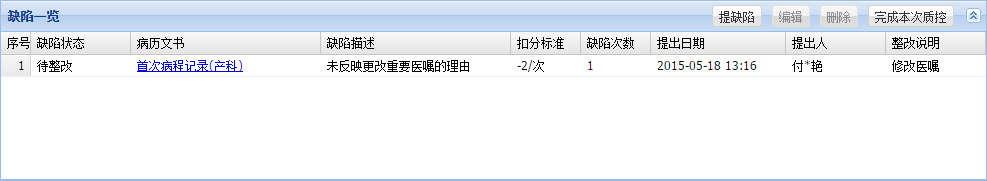 缺陷一览 提缺陷 编辑 删除 完成本次质控
序号 缺陷状态 病历文书 缺陷描述 扣分标准 缺陷次数 提出日期 提出人 整改说明
1 待整改 首次病程记录(产科) 未反映更改重要医嘱的理由 -2/次 1 2015-05-18 13:16 付*艳 修改医嘱